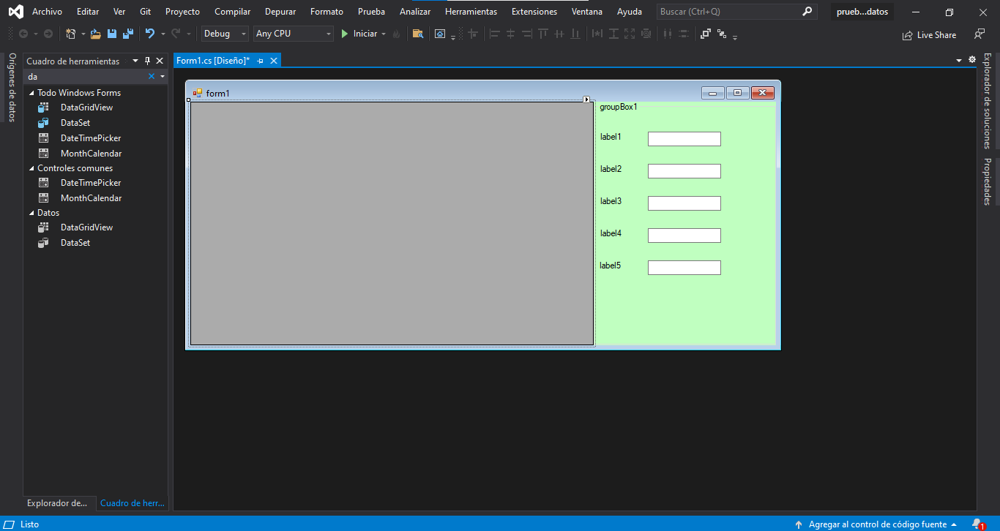 Archivo Editar Ver Git Proyecto Compilar Depurar Formato Prueba Analizar Herramientas Extensiones Ventana Ayuda Buscar (Ctrl+Q) prueb...datos
Debug Any CPU Iniciar Live Share
Orígenes de datos
Cuadro de herramientas
da
Todo Windows Forms
DataGridView
DataSet
DateTimePicker
MonthCalendar
Controles comunes
DateTimePicker
MonthCalendar
Datos
DataGridView
DataSet
Explorador de... Cuadro de herr...
Form1.cs [Diseño]*
form1
groupBox1
label1
label2
label3
label4
label5
Explorador de soluciones
Propiedades
Listo
Agregar al control de código fuente
1